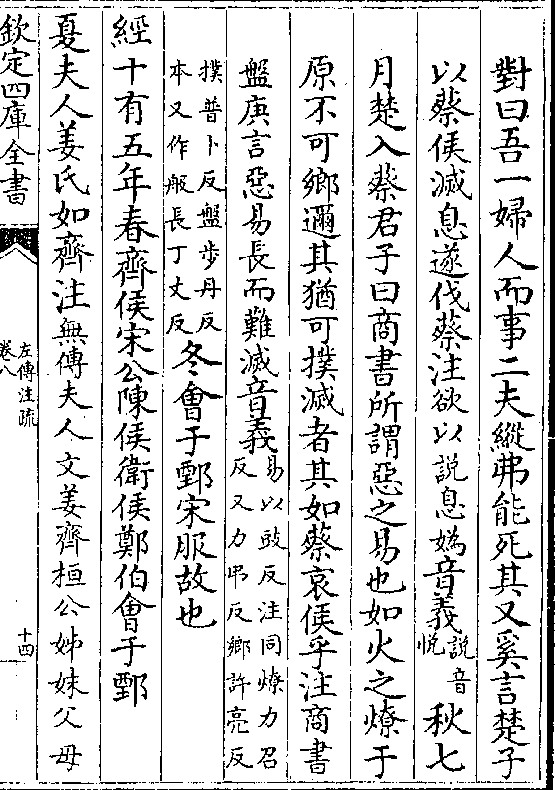 對曰吾一婦人而事二夫縱弗能死其又奚言楚子
以蔡侯滅息遂伐蔡注欲以說息媯音義說音悅秋七
月楚入蔡君子曰商書所謂惡之易也如火之燎于
原不可鄉邇其猶可撲滅者其如蔡哀侯乎注商書
盤庚言惡易長而難滅音義易以豉反注同燎力召
反又力弔反鄉許亮反
撲普卜反盤步丹反
本又作般長丁丈反冬會于鄄宋服故也
經十有五年春齊侯宋公陳侯衛侯鄭伯會于鄄
夏夫人姜氏如齊注無傳夫人文姜齊桓公姊妹父母
欽定四庫全書
左傳注疏
卷八
十四